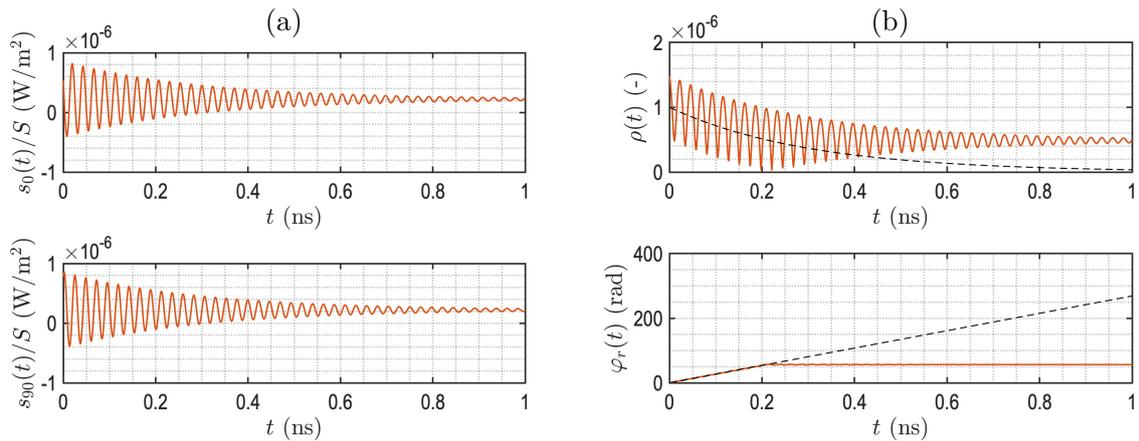 (a)
×10⁻⁶
s₀(t)/S (W/m²)
1
0
-1
0 0.2 0.4 0.6 0.8 1
t (ns)
×10⁻⁶
s₉₀(t)/S (W/m²)
1
0
-1
0 0.2 0.4 0.6 0.8 1
t (ns)
(b)
×10⁻⁶
ρ(t) (-)
2
1
0
0 0.2 0.4 0.6 0.8 1
t (ns)
φᵣ(t) (rad)
400
200
0
0 0.2 0.4 0.6 0.8 1
t (ns)